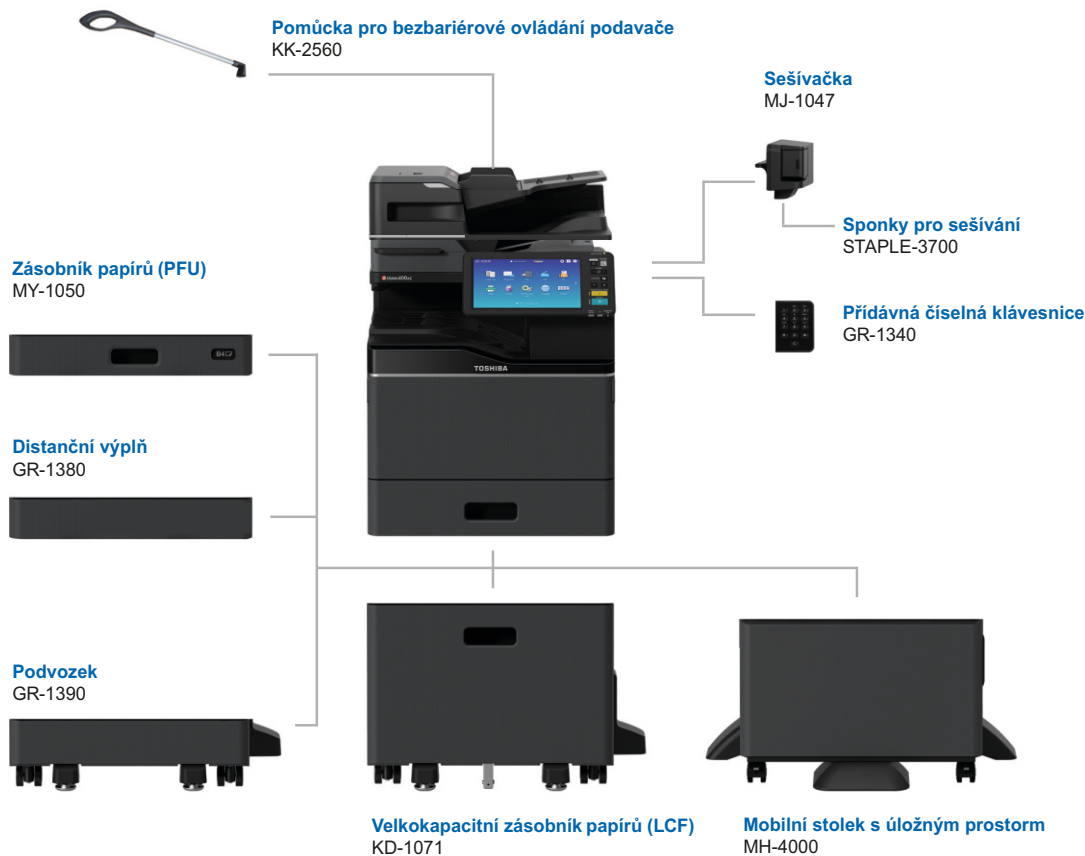 Pomůcka pro bezbariérové ovládání podavače
KK-2560
Sešívačka
MJ-1047
Sponky pro sešívání
STAPLE-3700
Zásobník papírů (PFU)
MY-1050
Přídávná číselná klávesnice
GR-1340
TOSHIBA
Distanční výplň
GR-1380
Podvozek
GR-1390
Velkokapacitní zásobník papírů (LCF)
KD-1071
Mobilní stolek s úložným prostorm
MH-4000